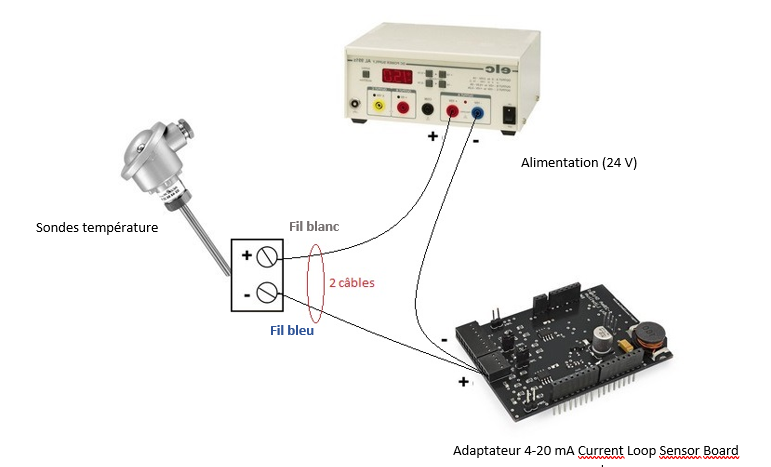 elc
+
-
Alimentation (24 V)
Sondes température
Fil blanc
+
2 câbles
-
Fil bleu
-
+
Adaptateur 4-20 mA Current Loop Sensor Board